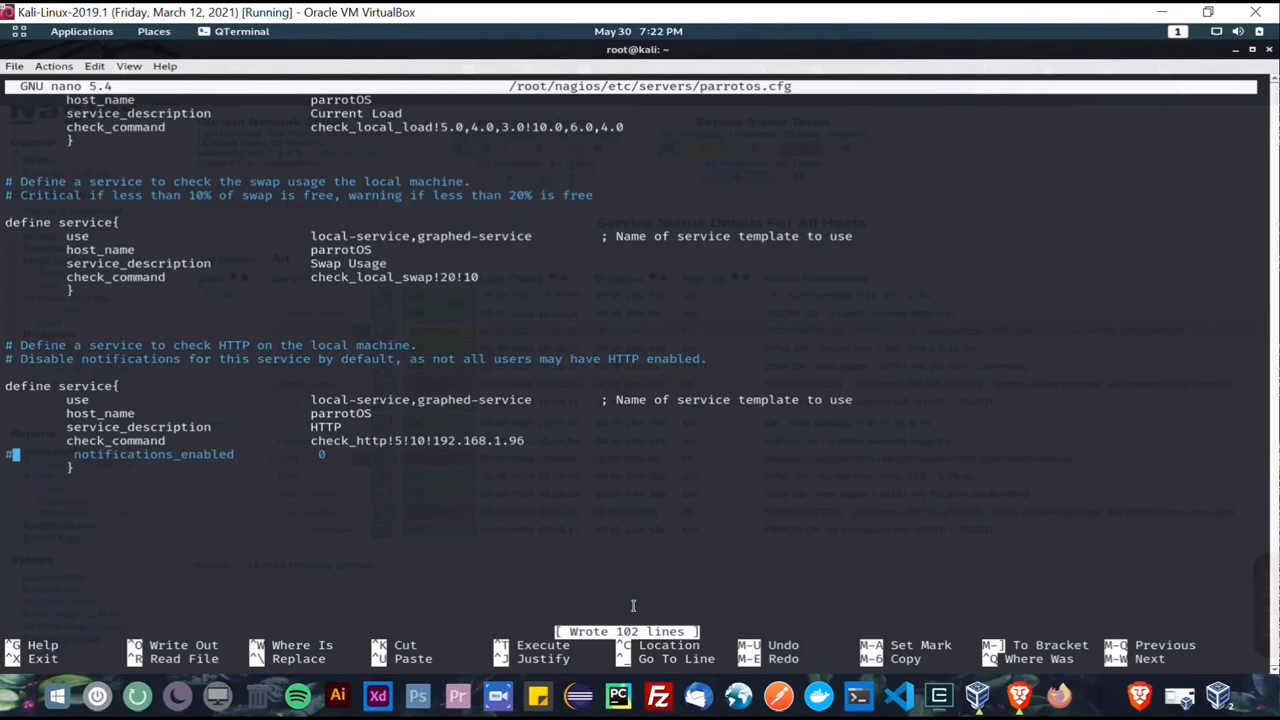 Kali-Linux-2019.1 (Friday, March 12, 2021) [Running] - Oracle VM VirtualBox
Applications Places QTerminal May 30 7:22 PM 1
root@kali: ~
File Actions Edit View Help
GNU nano 5.4 /root/nagios/etc/servers/parrotos.cfg
host_name parrotOS
service_description Current Load
check_command check_local_load!5.0,4.0,3.0!10.0,6.0,4.0
}
# Define a service to check the swap usage the local machine.
# Critical if less than 10% of swap is free, warning if less than 20% is free
define service{
use local-service,graphed-service ; Name of service template to use
host_name parrotOS
service_description Swap Usage
check_command check_local_swap!20!10
}
# Define a service to check HTTP on the local machine.
# Disable notifications for this service by default, as not all users may have HTTP enabled.
define service{
use local-service,graphed-service ; Name of service template to use
host_name parrotOS
service_description HTTP
check_command check_http!5!10!192.168.1.96
# notifications_enabled 0
}
[ Wrote 102 lines ]
^G Help ^O Write Out ^W Where Is ^K Cut ^T Execute ^C Location M-U Undo M-A Set Mark M-] To Bracket M-Q Previous
^X Exit ^R Read File ^\ Replace ^U Paste ^J Justify ^_ Go To Line M-E Redo M-6 Copy ^Q Where Was M-W Next